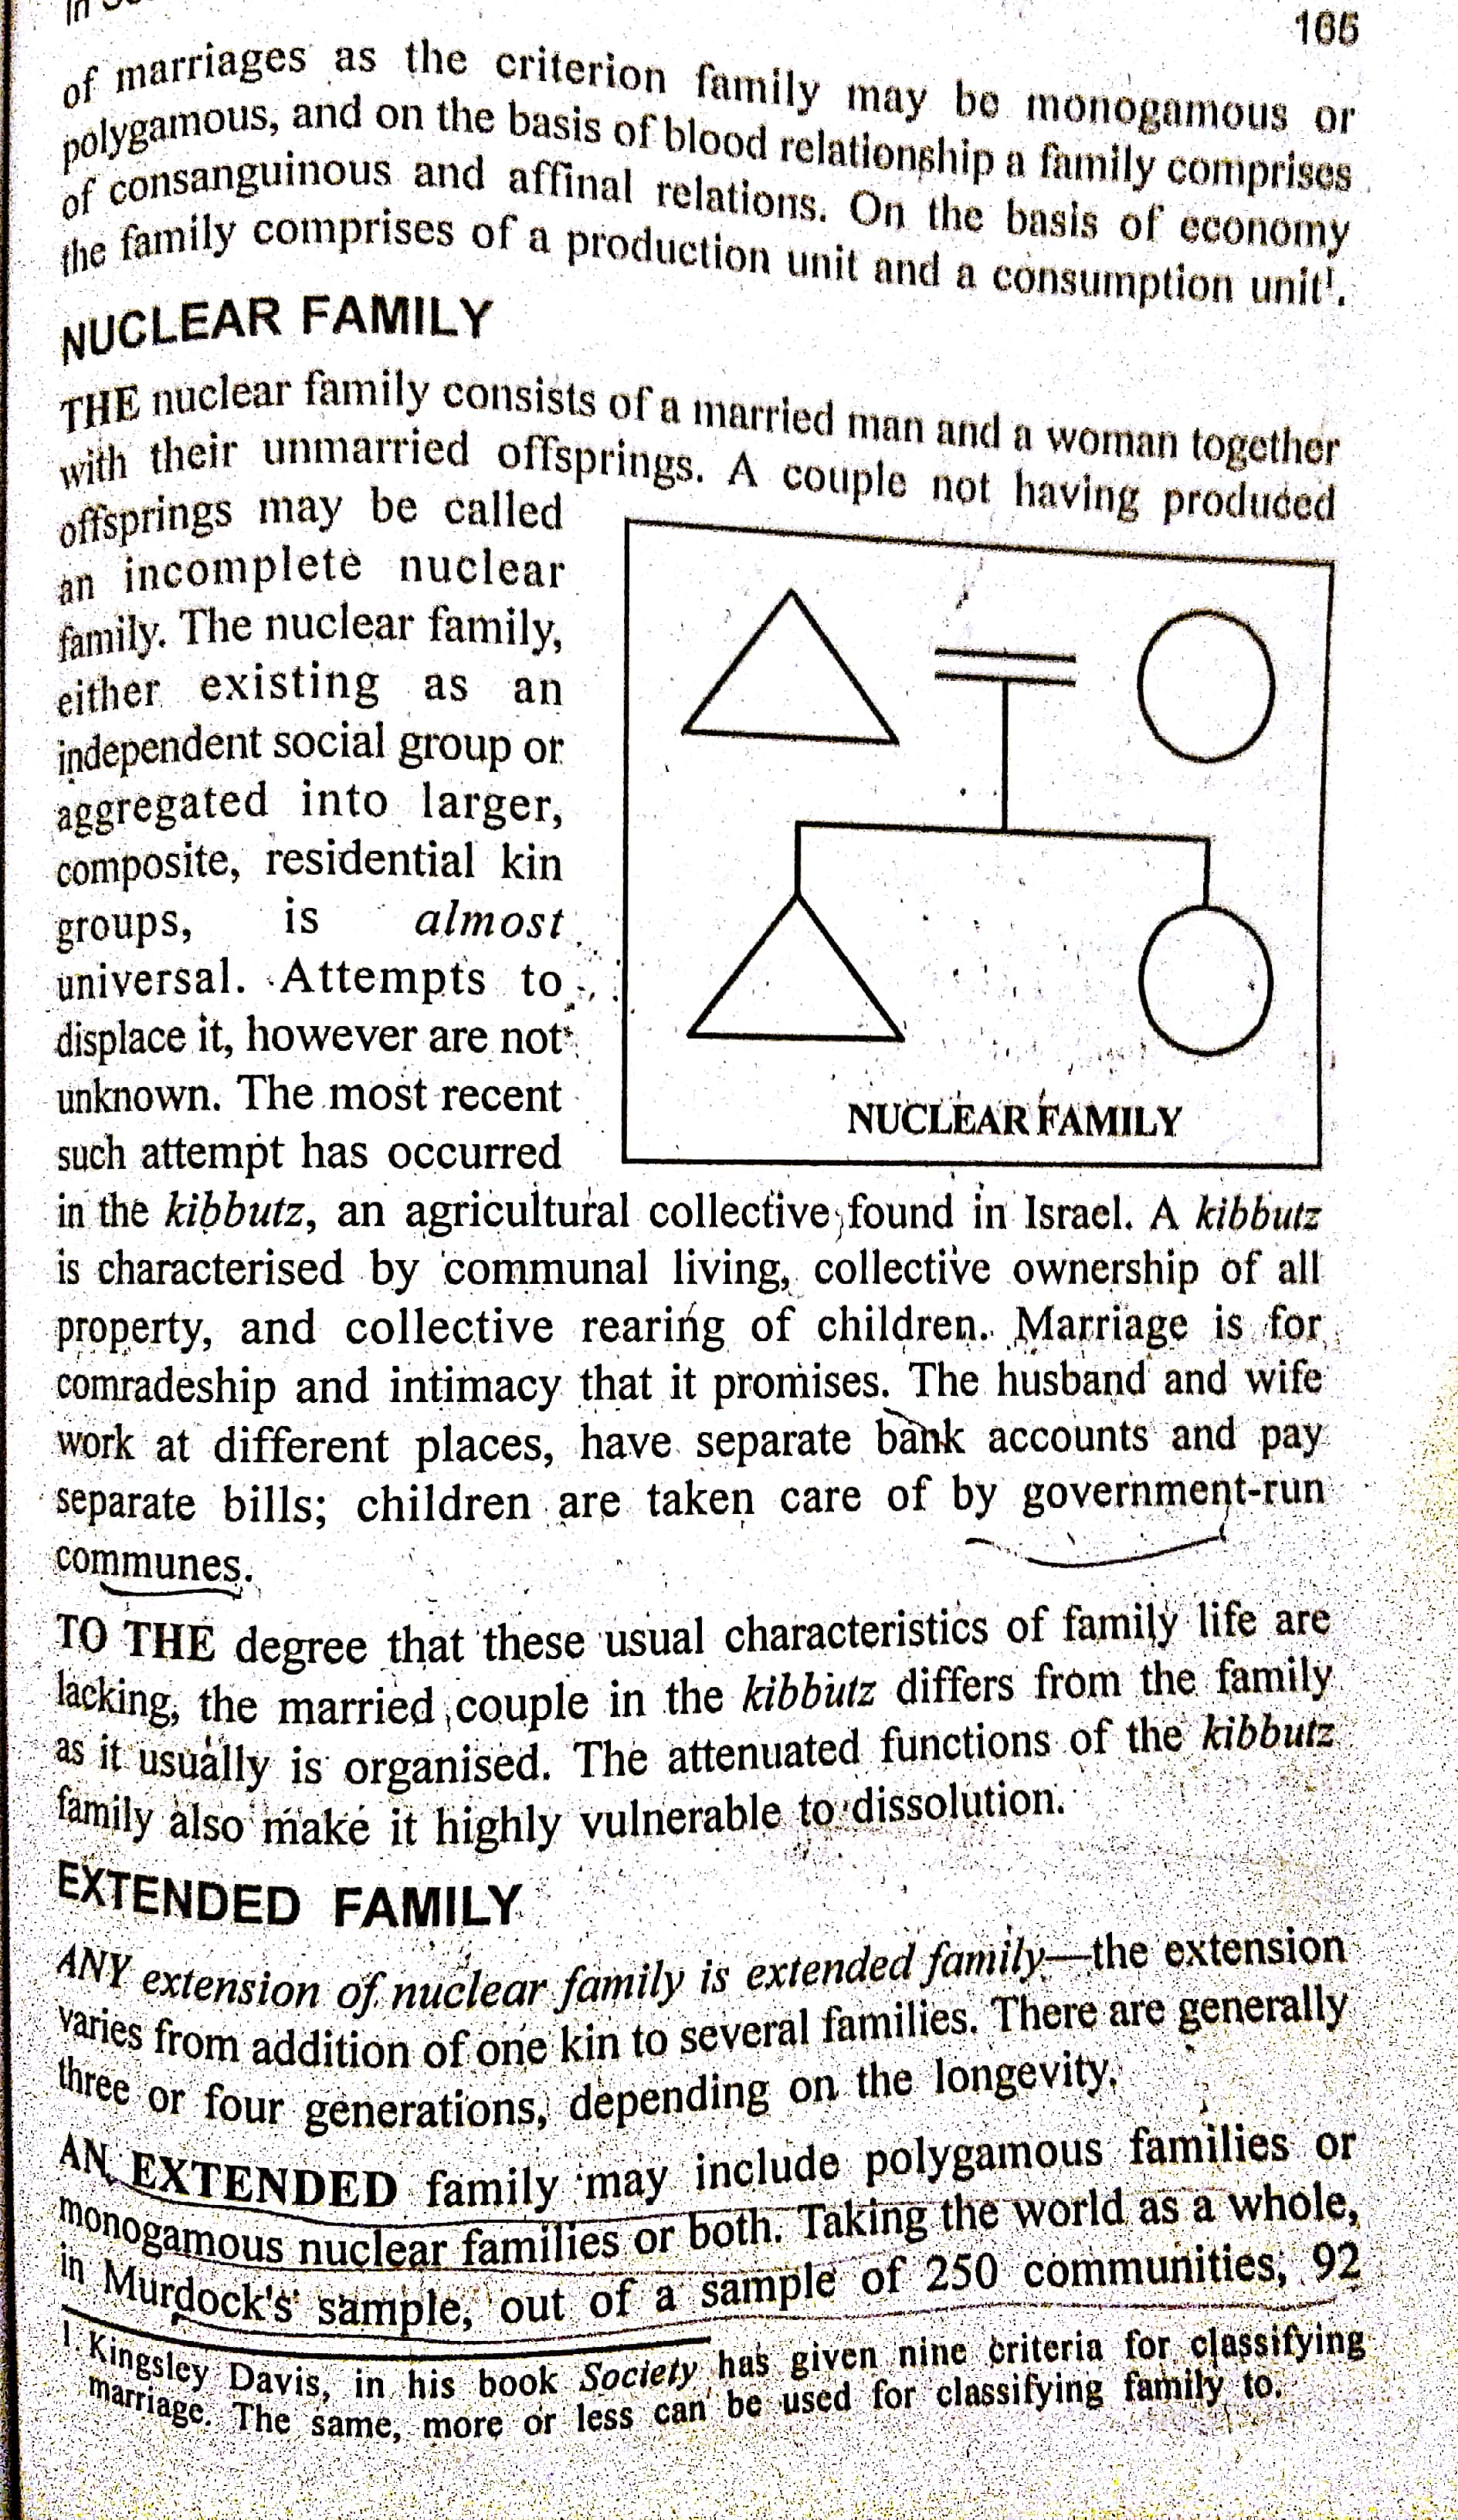 165
of marriages as the criterion family may be monogamous or
polygamous, and on the basis of blood relationship a family comprises
of consanguinous and affinal relations. On the basis of economy
the family comprises of a production unit and a consumption unit¹.
NUCLEAR FAMILY
THE nuclear family consists of a married man and a woman together
with their unmarried offsprings. A couple not having produced
offsprings may be called
an incomplete nuclear
family. The nuclear family,
either existing as an
independent social group or
aggregated into larger,
composite, residential kin
groups, is almost
universal. Attempts to
displace it, however are not
unknown. The most recent
such attempt has occurred
NUCLEAR FAMILY
in the kibbutz, an agricultural collective, found in Israel. A kibbutz
is characterised by communal living, collective ownership of all
property, and collective rearing of children. Marriage is for
comradeship and intimacy that it promises. The husband and wife
work at different places, have separate bank accounts and pay
separate bills; children are taken care of by government-run
communes.
TO THE degree that these usual characteristics of family life are
lacking, the married couple in the kibbutz differs from the family
as it usually is organised. The attenuated functions of the kibbutz
family also make it highly vulnerable to dissolution.
EXTENDED FAMILY
ANY extension of nuclear family is extended family—the extension
varies from addition of one kin to several families. There are generally
three or four generations, depending on the longevity.
AN EXTENDED family may include polygamous families or
monogamous nuclear families or both. Taking the world as a whole,
in Murdock's sample, out of a sample of 250 communities, 92
1. Kingsley Davis, in his book Society has given nine criteria for classifying
marriage. The same, more or less can be used for classifying family to.